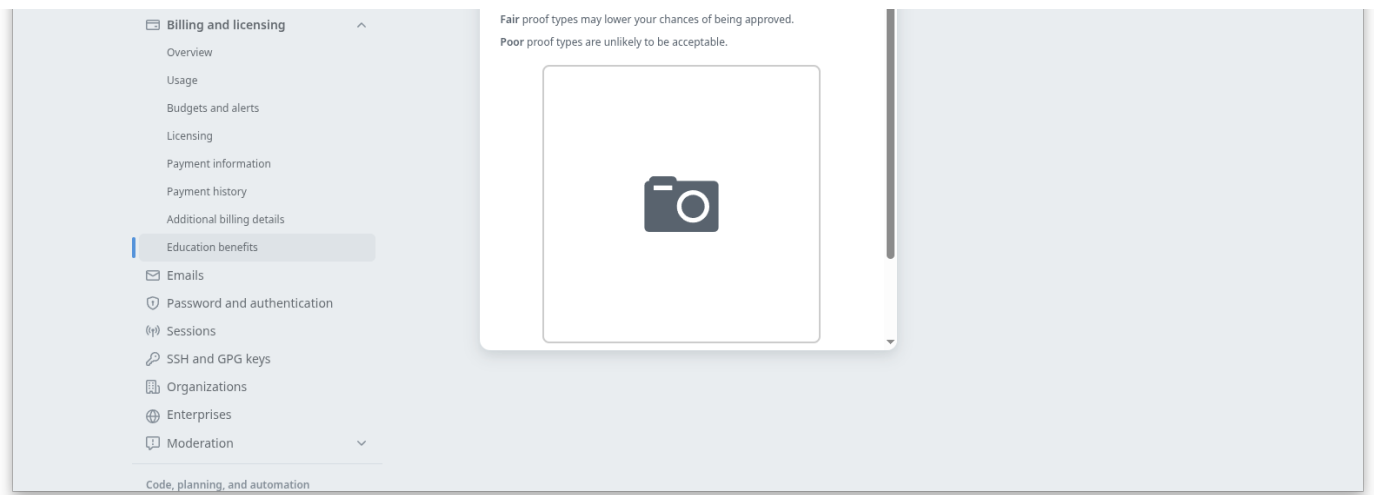 Billing and licensing
Overview
Usage
Budgets and alerts
Licensing
Payment information
Payment history
Additional billing details
Education benefits
Emails
Password and authentication
Sessions
SSH and GPG keys
Organizations
Enterprises
Moderation
Code, planning, and automation
Fair proof types may lower your chances of being approved.
Poor proof types are unlikely to be acceptable.